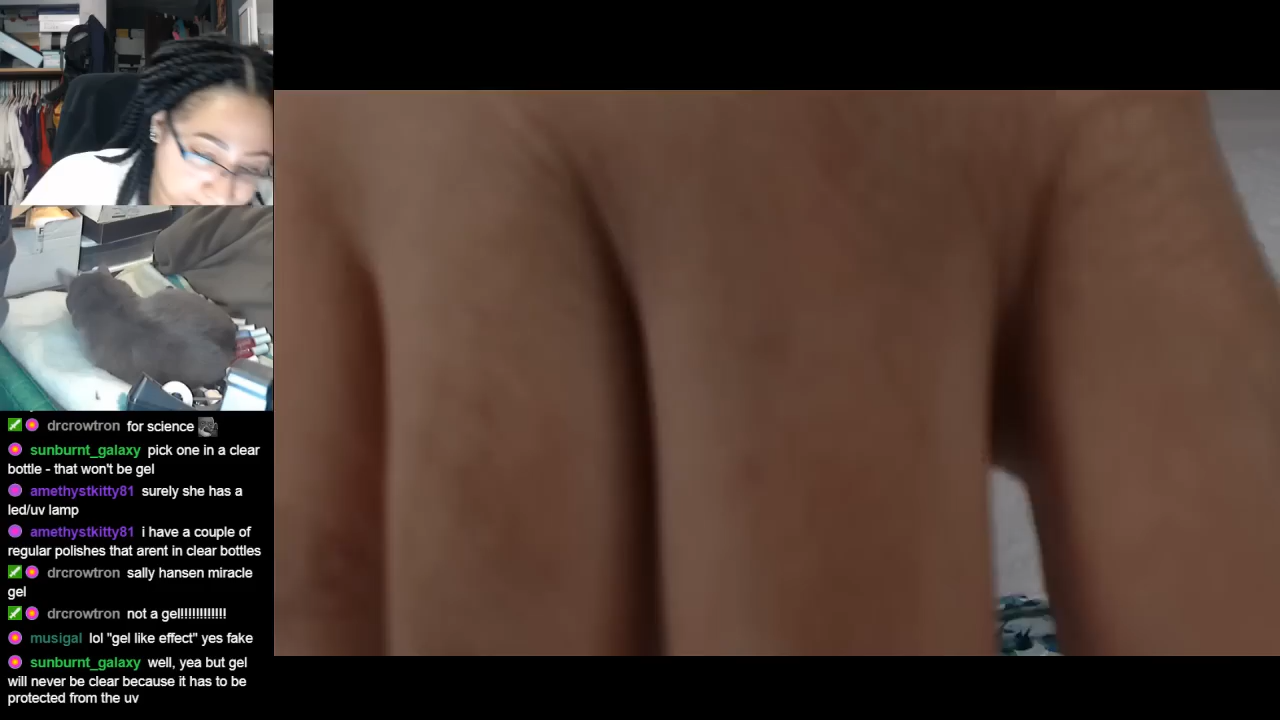 drcrowtron for science
sunburnt_galaxy pick one in a clear
bottle - that won't be gel
amethystkitty81 surely she has a
led/uv lamp
amethystkitty81 i have a couple of
regular polishes that arent in clear bottles
drcrowtron sally hansen miracle
gel
drcrowtron not a gel!!!!!!!!!!!!
musigal lol "gel like effect" yes fake
sunburnt_galaxy well, yea but gel
will never be clear because it has to be
protected from the uv